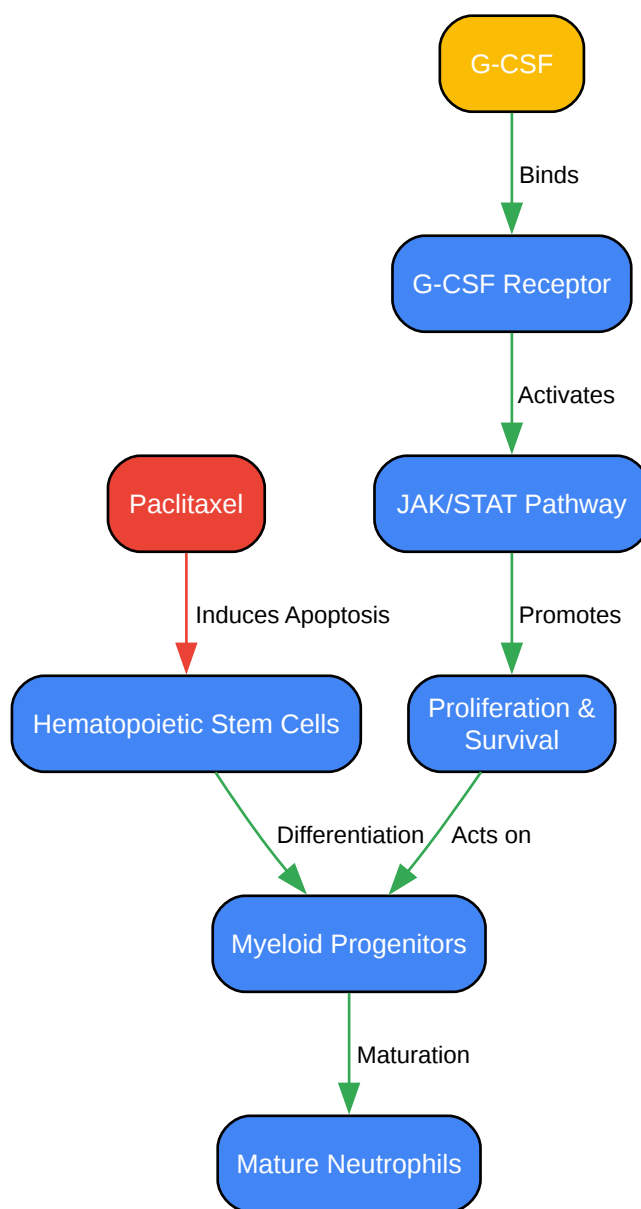 G-CSF
Binds
G-CSF Receptor
Activates
Paclitaxel
JAK/STAT Pathway
Induces Apoptosis
Promotes
Hematopoietic Stem Cells
Proliferation &
Survival
Differentiation
Acts on
Myeloid Progenitors
Maturation
Mature Neutrophils